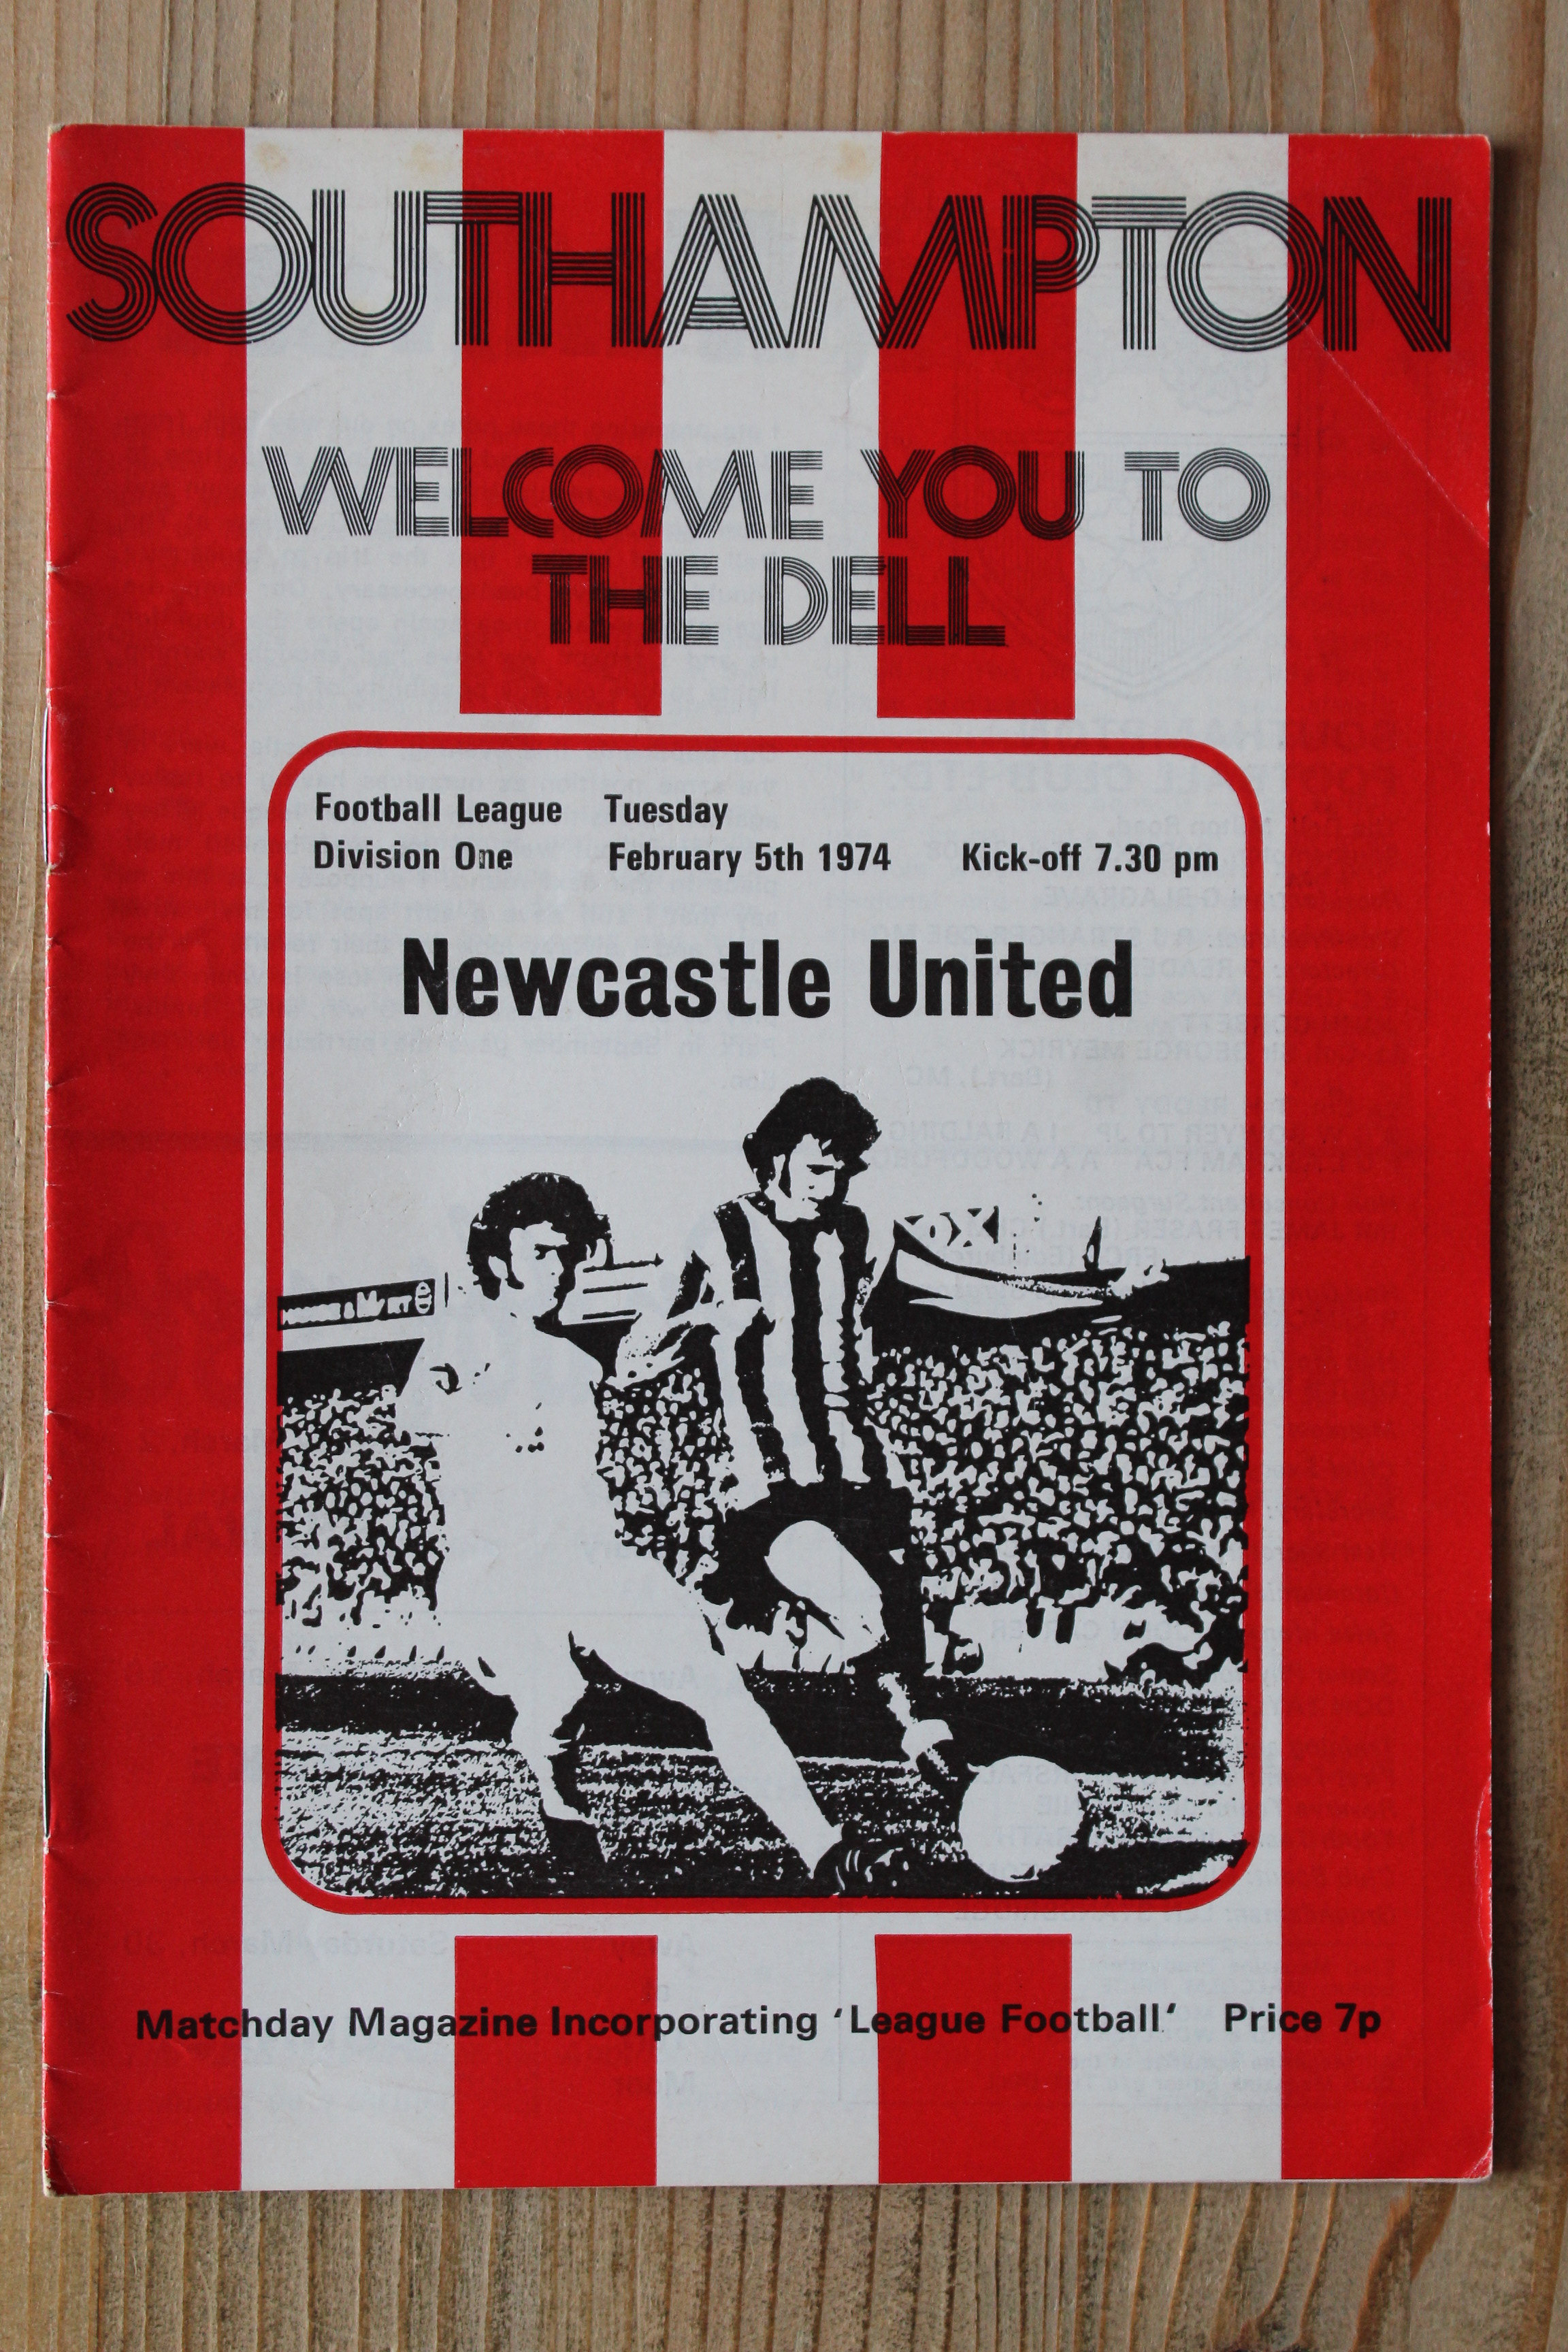 SOUTHAMPTON
WELCOME YOU TO
THE DELL
Football League Tuesday
Division One February 5th 1974 Kick-off 7.30 pm
Newcastle United
Matchday Magazine Incorporating ‘League Football‘ Price 7p